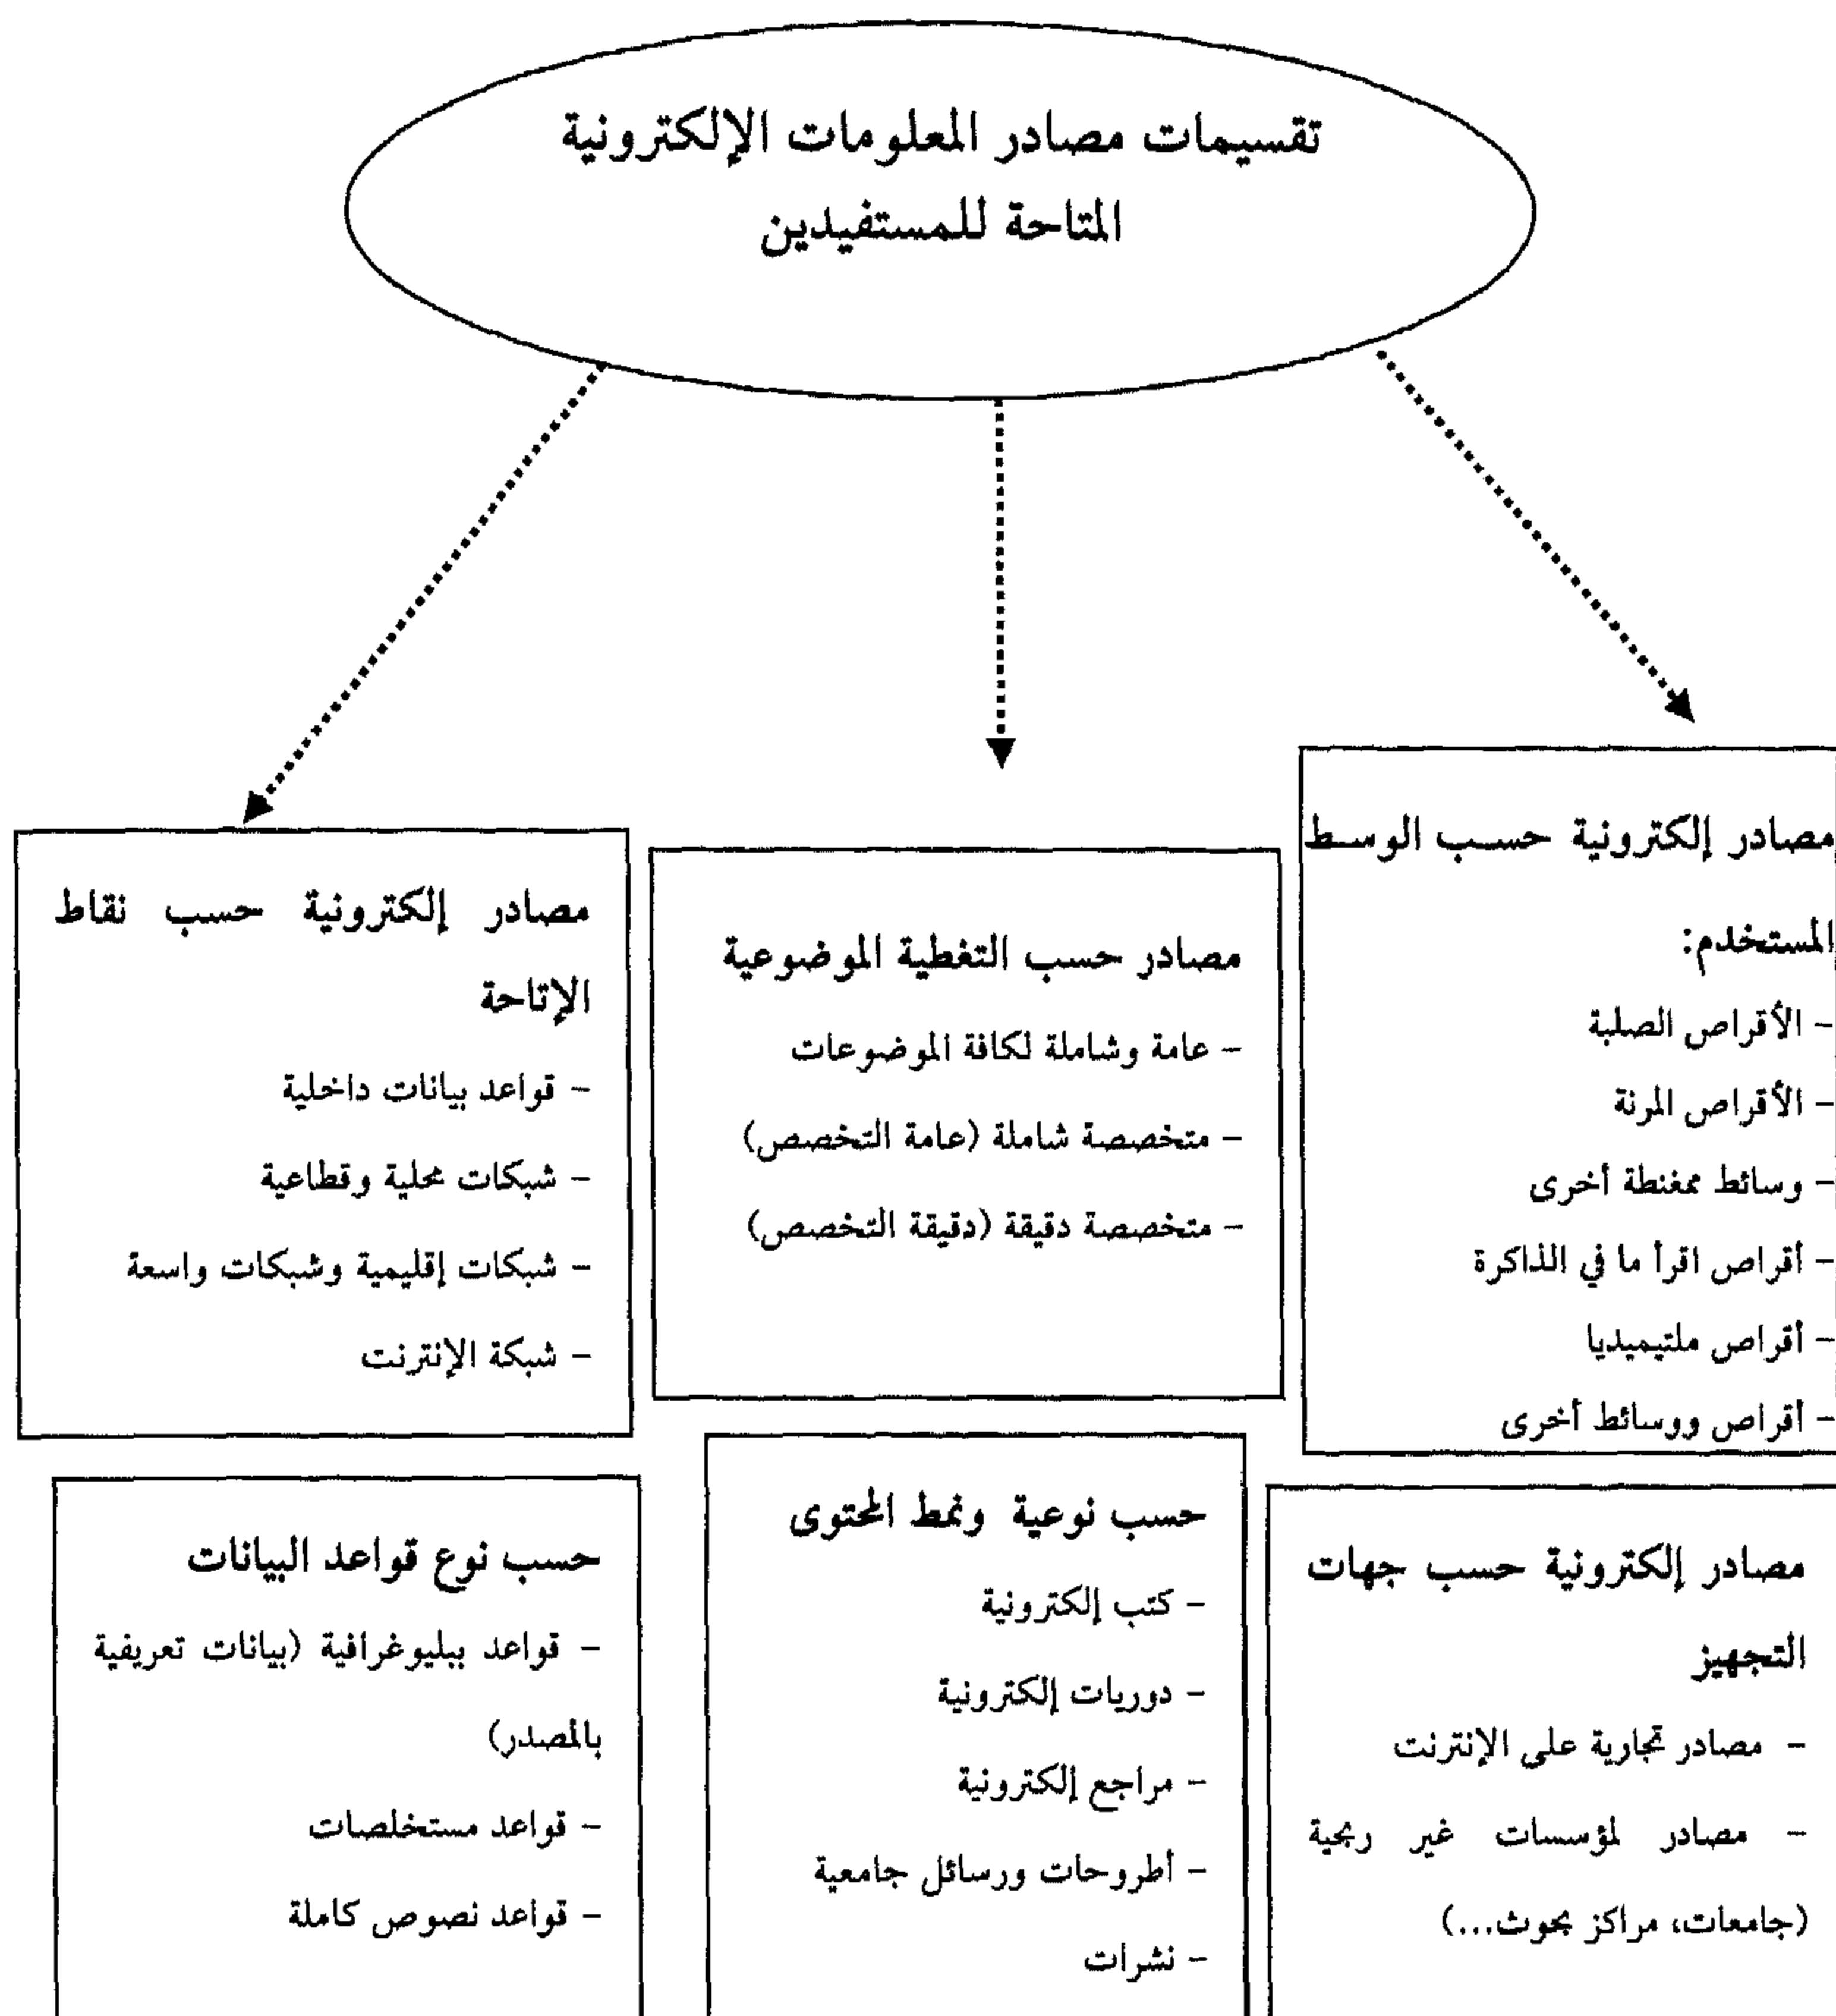 تقسيمات مصادر المعلومات الإلكترونية
المتاحة للمستفيدين
مصادر إلكترونية حسب الوسط
المستخدم:
– الأقراص الصلبة
– الأقراص المرنة
– وسائط ممغنطة أخرى
– أقراص اقرأ ما في الذاكرة
– أقراص ملتيميديا
– أقراص ووسائط أخرى
مصادر حسب التغطية الموضوعية
– عامة وشاملة لكافة الموضوعات
– متخصصة شاملة (عامة التخصص)
– متخصصة دقيقة (دقيقة التخصص)
مصادر إلكترونية حسب نقاط
الإتاحة
– قواعد بيانات داخلية
– شبكات محلية وقطاعية
– شبكات إقليمية وشبكات واسعة
– شبكة الإنترنت
مصادر إلكترونية حسب جهات
التجهيز
– مصادر تجارية على الإنترنت
– مصادر لمؤسسات غير ربحية
(جامعات، مراكز بحوث...)
حسب نوعية ونمط المحتوى
– كتب إلكترونية
– دوريات إلكترونية
– مراجع إلكترونية
– أطروحات ورسائل جامعية
– نشرات
حسب نوع قواعد البيانات
– قواعد ببليوغرافية (بيانات تعريفية
بالمصدر)
– قواعد مستخلصات
– قواعد نصوص كاملة